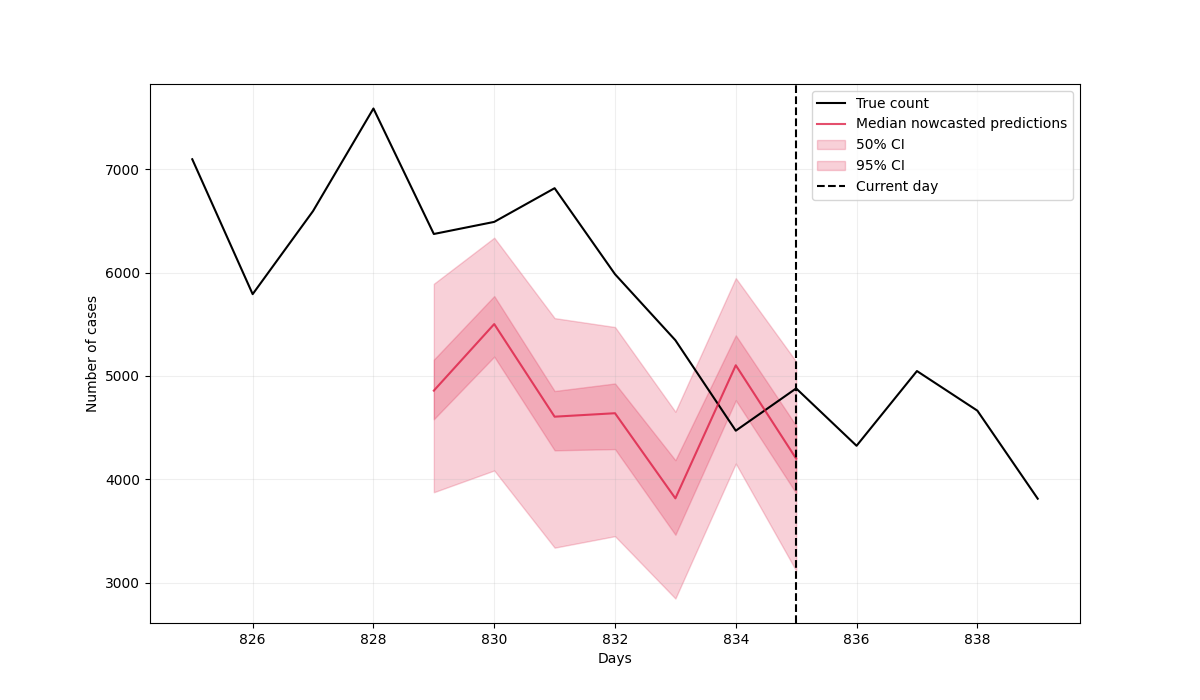 True count
Median nowcasted predictions
50% CI
95% CI
Current day
7000
6000
5000
4000
3000
Number of cases
826 828 830 832 834 836 838
Days